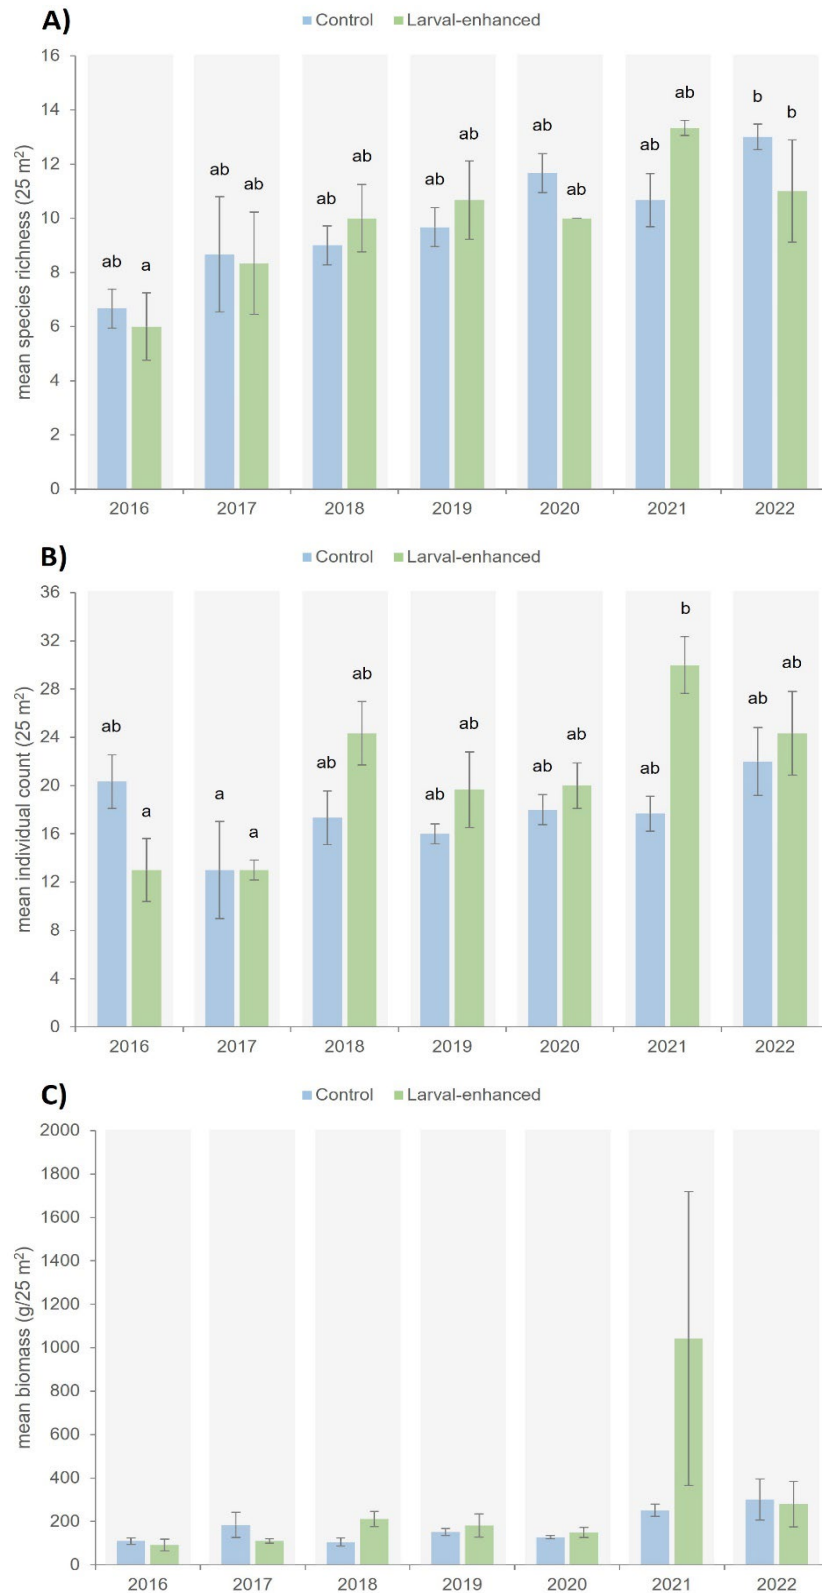 A)
Control Larval-enhanced
mean species richness (25 m²)
16
14
12
10
8
6
4
2
0
ab a ab ab ab ab ab ab ab ab ab ab b b
2016 2017 2018 2019 2020 2021 2022
B)
Control Larval-enhanced
mean individual count (25 m²)
36
32
28
24
20
16
12
8
4
0
ab a a a ab ab ab ab ab ab ab b ab ab
2016 2017 2018 2019 2020 2021 2022
C)
Control Larval-enhanced
mean biomass (g/25 m²)
2000
1800
1600
1400
1200
1000
800
600
400
200
0
2016 2017 2018 2019 2020 2021 2022